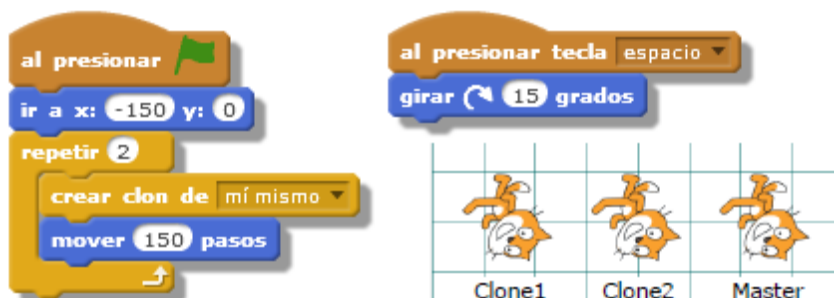 al presionar
ir a x: -150 y: 0
repetir 2
crear clon de mí mismo
mover 150 pasos
al presionar tecla espacio
girar 15 grados
Clone1 Clone2 Master